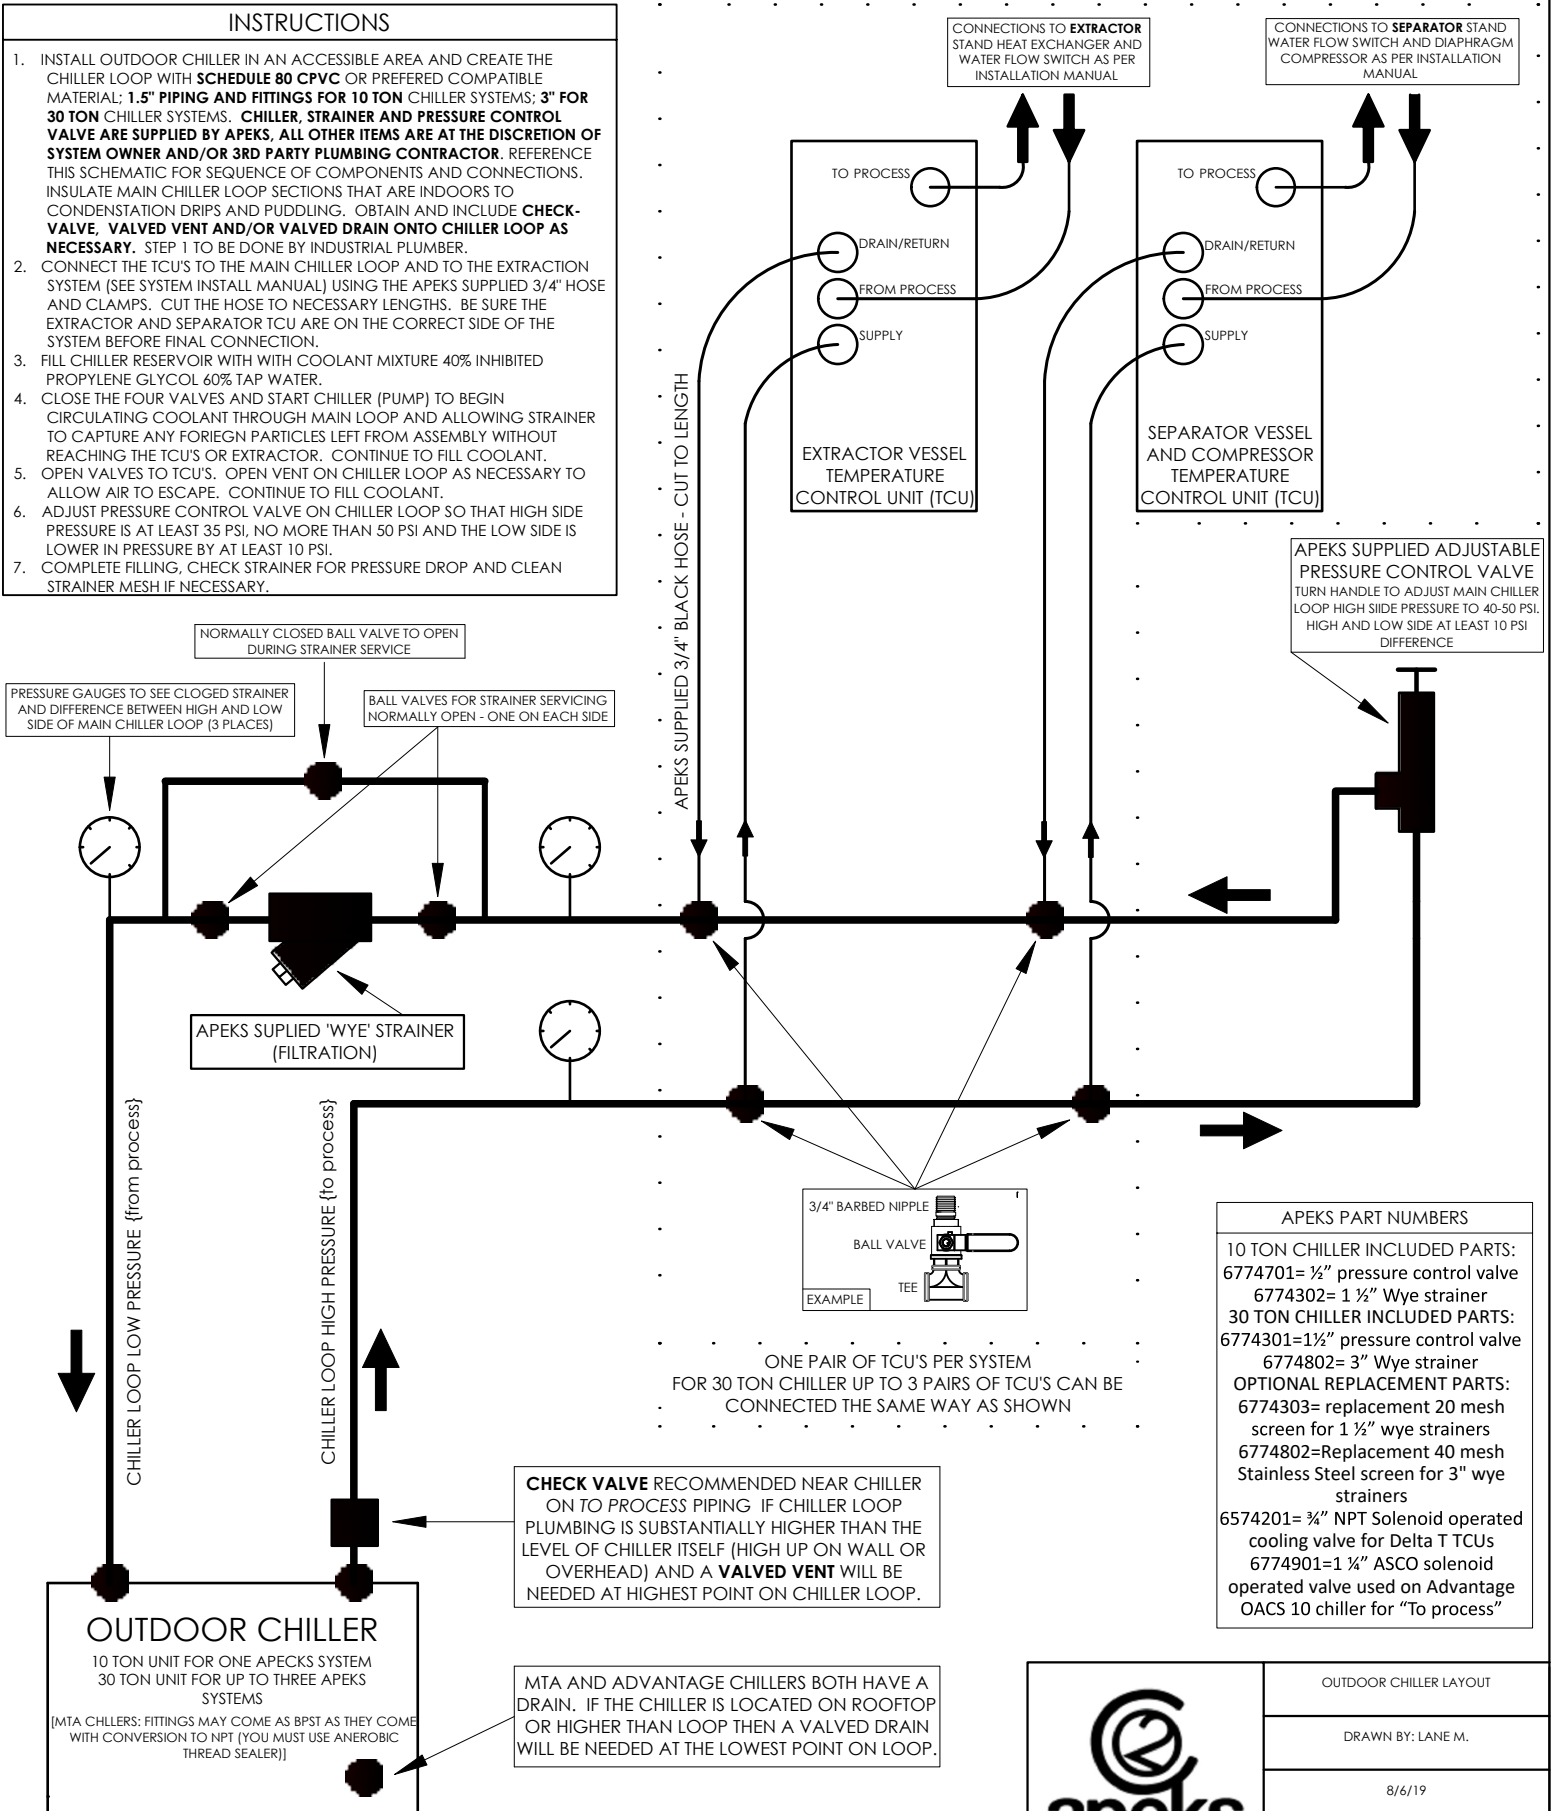 INSTRUCTIONS
1. INSTALL OUTDOOR CHILLER IN AN ACCESSIBLE AREA AND CREATE THE
CHILLER LOOP WITH SCHEDULE 80 CPVC OR PREFERED COMPATIBLE
MATERIAL; 1.5" PIPING AND FITTINGS FOR 10 TON CHILLER SYSTEMS; 3" FOR
30 TON CHILLER SYSTEMS. CHILLER, STRAINER AND PRESSURE CONTROL
VALVE ARE SUPPLIED BY APEKS, ALL OTHER ITEMS ARE AT THE DISCRETION OF
SYSTEM OWNER AND/OR 3RD PARTY PLUMBING CONTRACTOR. REFERENCE
THIS SCHEMATIC FOR SEQUENCE OF COMPONENTS AND CONNECTIONS.
INSULATE MAIN CHILLER LOOP SECTIONS THAT ARE INDOORS TO
CONDENSTATION DRIPS AND PUDDLING. OBTAIN AND INCLUDE CHECK-
VALVE, VALVED VENT AND/OR VALVED DRAIN ONTO CHILLER LOOP AS
NECESSARY. STEP 1 TO BE DONE BY INDUSTRIAL PLUMBER.
2. CONNECT THE TCU'S TO THE MAIN CHILLER LOOP AND TO THE EXTRACTION
SYSTEM (SEE SYSTEM INSTALL MANUAL) USING THE APEKS SUPPLIED 3/4" HOSE
AND CLAMPS. CUT THE HOSE TO NECESSARY LENGTHS. BE SURE THE
EXTRACTOR AND SEPARATOR TCU ARE ON THE CORRECT SIDE OF THE
SYSTEM BEFORE FINAL CONNECTION.
3. FILL CHILLER RESERVOIR WITH WITH COOLANT MIXTURE 40% INHIBITED
PROPYLENE GLYCOL 60% TAP WATER.
4. CLOSE THE FOUR VALVES AND START CHILLER (PUMP) TO BEGIN
CIRCULATING COOLANT THROUGH MAIN LOOP AND ALLOWING STRAINER
TO CAPTURE ANY FORIEGN PARTICLES LEFT FROM ASSEMBLY WITHOUT
REACHING THE TCU'S OR EXTRACTOR. CONTINUE TO FILL COOLANT.
5. OPEN VALVES TO TCU'S. OPEN VENT ON CHILLER LOOP AS NECESSARY TO
ALLOW AIR TO ESCAPE. CONTINUE TO FILL COOLANT.
6. ADJUST PRESSURE CONTROL VALVE ON CHILLER LOOP SO THAT HIGH SIDE
PRESSURE IS AT LEAST 35 PSI, NO MORE THAN 50 PSI AND THE LOW SIDE IS
LOWER IN PRESSURE BY AT LEAST 10 PSI.
7. COMPLETE FILLING, CHECK STRAINER FOR PRESSURE DROP AND CLEAN
STRAINER MESH IF NECESSARY.
CONNECTIONS TO EXTRACTOR
STAND HEAT EXCHANGER AND
WATER FLOW SWITCH AS PER
INSTALLATION MANUAL
CONNECTIONS TO SEPARATOR STAND
WATER FLOW SWITCH AND DIAPHRAGM
COMPRESSOR AS PER INSTALLATION
MANUAL
TO PROCESS
DRAIN/RETURN
FROM PROCESS
SUPPLY
EXTRACTOR VESSEL
TEMPERATURE
CONTROL UNIT (TCU)
TO PROCESS
DRAIN/RETURN
FROM PROCESS
SUPPLY
SEPARATOR VESSEL
AND COMPRESSOR
TEMPERATURE
CONTROL UNIT (TCU)
APEKS SUPPLIED 3/4" BLACK HOSE - CUT TO LENGTH
APEKS SUPPLIED ADJUSTABLE
PRESSURE CONTROL VALVE
TURN HANDLE TO ADJUST MAIN CHILLER
LOOP HIGH SIIDE PRESSURE TO 40-50 PSI.
HIGH AND LOW SIDE AT LEAST 10 PSI
DIFFERENCE
NORMALLY CLOSED BALL VALVE TO OPEN
DURING STRAINER SERVICE
PRESSURE GAUGES TO SEE CLOGED STRAINER
AND DIFFERENCE BETWEEN HIGH AND LOW
SIDE OF MAIN CHILLER LOOP (3 PLACES)
BALL VALVES FOR STRAINER SERVICING
NORMALLY OPEN - ONE ON EACH SIDE
APEKS SUPLIED 'WYE' STRAINER
(FILTRATION)
CHILLER LOOP LOW PRESSURE {from process}
CHILLER LOOP HIGH PRESSURE {to process}
3/4" BARBED NIPPLE
BALL VALVE
TEE
EXAMPLE
ONE PAIR OF TCU'S PER SYSTEM
FOR 30 TON CHILLER UP TO 3 PAIRS OF TCU'S CAN BE
CONNECTED THE SAME WAY AS SHOWN
APEKS PART NUMBERS
10 TON CHILLER INCLUDED PARTS:
6774701= ½” pressure control valve
6774302= 1 ½” Wye strainer
30 TON CHILLER INCLUDED PARTS:
6774301=1½” pressure control valve
6774802= 3” Wye strainer
OPTIONAL REPLACEMENT PARTS:
6774303= replacement 20 mesh
screen for 1 ½” wye strainers
6774802=Replacement 40 mesh
Stainless Steel screen for 3" wye
strainers
6574201= ¾” NPT Solenoid operated
cooling valve for Delta T TCUs
6774901=1 ¼” ASCO solenoid
operated valve used on Advantage
OACS 10 chiller for “To process”
CHECK VALVE RECOMMENDED NEAR CHILLER
ON TO PROCESS PIPING IF CHILLER LOOP
PLUMBING IS SUBSTANTIALLY HIGHER THAN THE
LEVEL OF CHILLER ITSELF (HIGH UP ON WALL OR
OVERHEAD) AND A VALVED VENT WILL BE
NEEDED AT HIGHEST POINT ON CHILLER LOOP.
OUTDOOR CHILLER
10 TON UNIT FOR ONE APECKS SYSTEM
30 TON UNIT FOR UP TO THREE APEKS
SYSTEMS
[MTA CHLLERS: FITTINGS MAY COME AS BPST AS THEY COME
WITH CONVERSION TO NPT (YOU MUST USE ANEROBIC
THREAD SEALER)]
MTA AND ADVANTAGE CHILLERS BOTH HAVE A
DRAIN. IF THE CHILLER IS LOCATED ON ROOFTOP
OR HIGHER THAN LOOP THEN A VALVED DRAIN
WILL BE NEEDED AT THE LOWEST POINT ON LOOP.
C2
apeks
OUTDOOR CHILLER LAYOUT
DRAWN BY: LANE M.
8/6/19